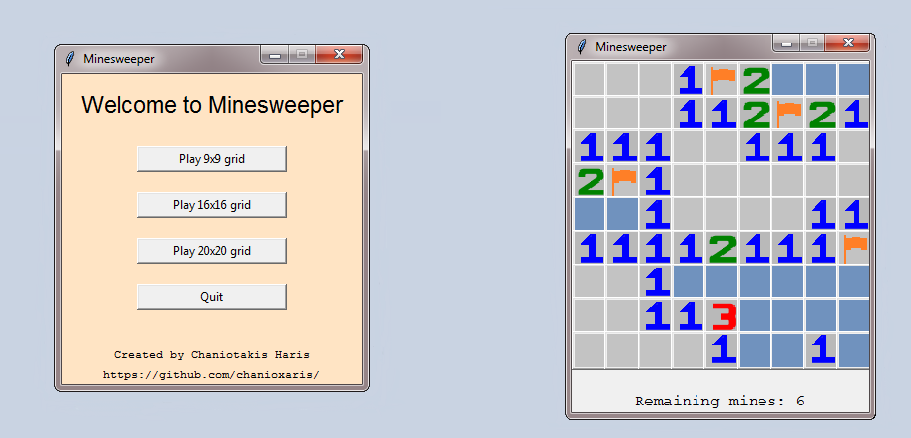 Minesweeper
Welcome to Minesweeper
Play 9x9 grid
Play 16x16 grid
Play 20x20 grid
Quit
Created by Chaniotakis Haris
https://github.com/chanioxaris/
Minesweeper
1 2
1 1 2 2 1
1 1 1 1 1 1
2 1
1 1 1
1 1 1 1 2 1 1 1
1
1 1 3
1 1
Remaining mines: 6